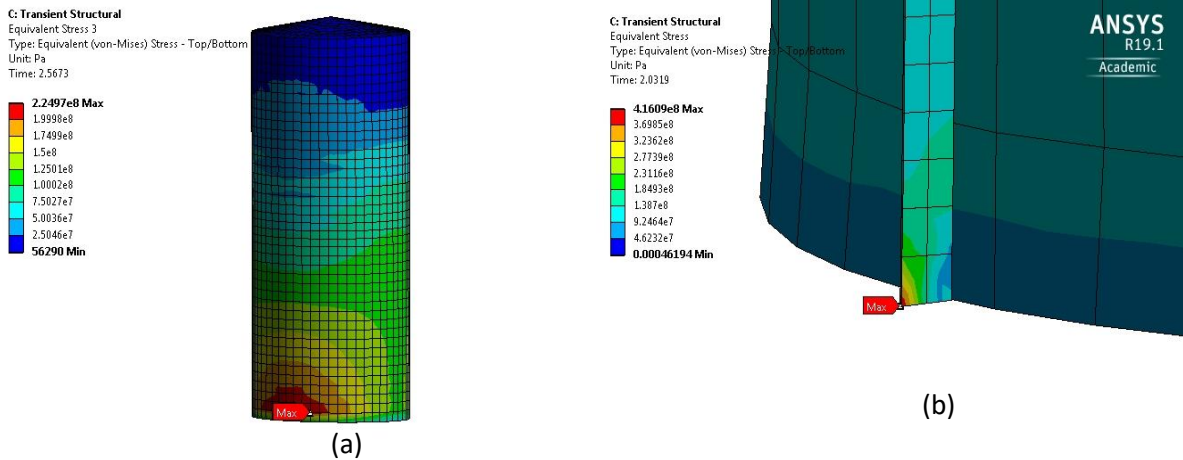 C: Transient Structural
Equivalent Stress 3
Type: Equivalent (von-Mises) Stress - Top/Bottom
Unit: Pa
Time: 2.5673
2.2497e8 Max
1.9998e8
1.7499e8
1.5e8
1.2501e8
1.0002e8
7.5027e7
5.0036e7
2.5046e7
56290 Min
Max
(a)
C: Transient Structural
Equivalent Stress
Type: Equivalent (von-Mises) Stress - Top/Bottom
Unit: Pa
Time: 2.0319
4.1609e8 Max
3.6985e8
3.2362e8
2.7739e8
2.3116e8
1.8493e8
1.387e8
9.2464e7
4.6232e7
0.00046194 Min
ANSYS
R19.1
Academic
Max
(b)